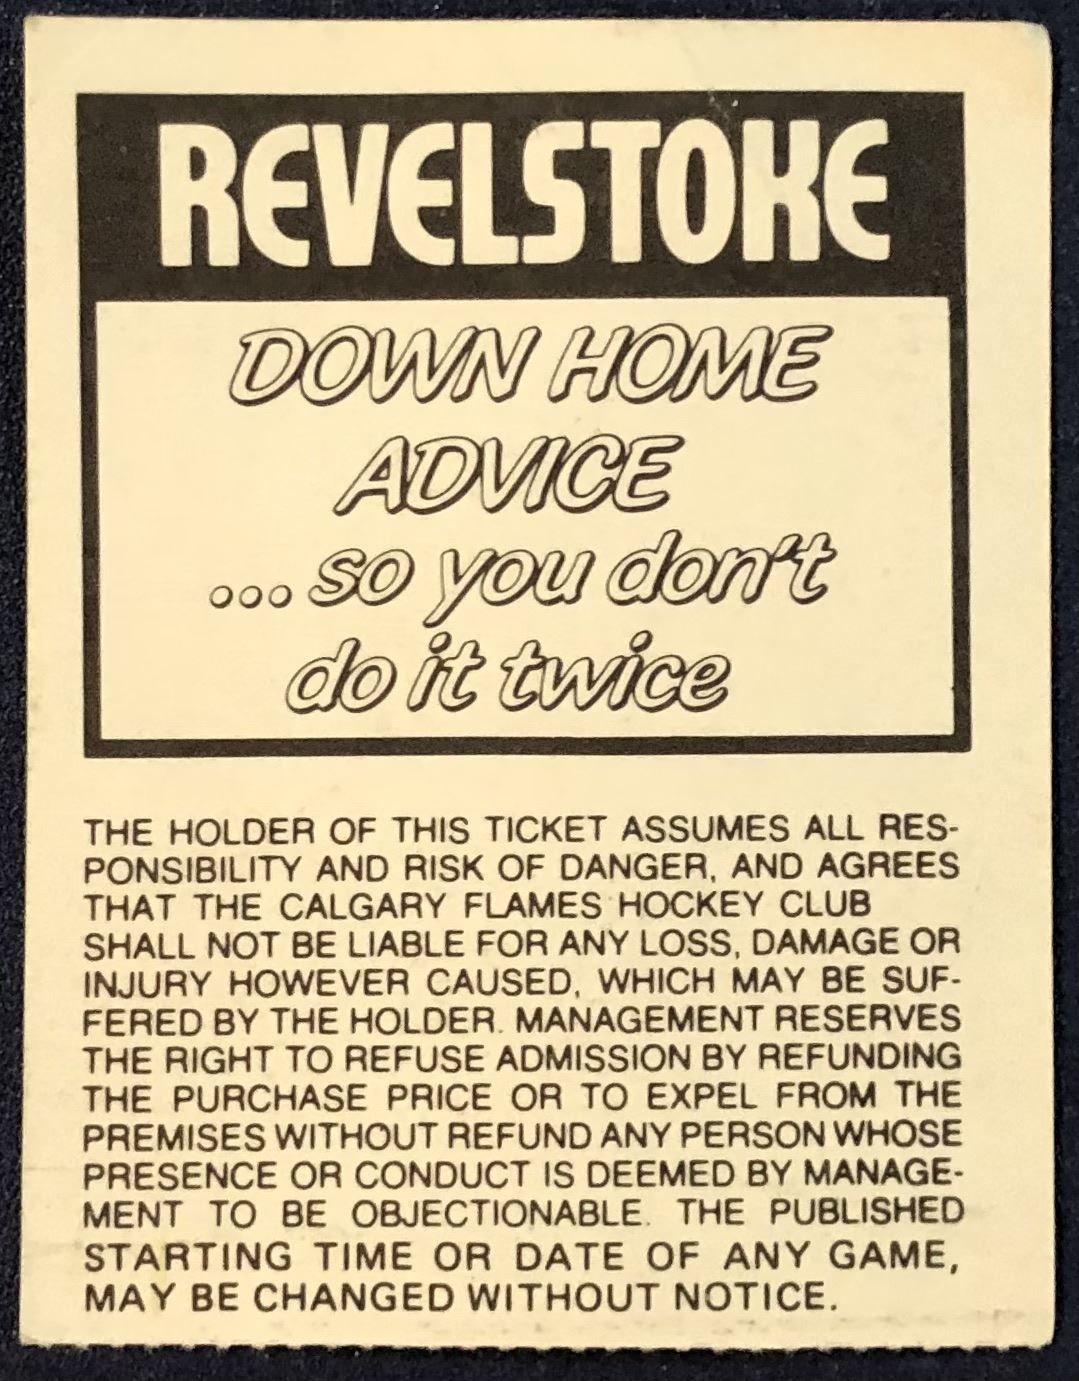 REVELSTOKE
DOWN HOME
ADVICE
...so you don't
do it twice
THE HOLDER OF THIS TICKET ASSUMES ALL RES-
PONSIBILITY AND RISK OF DANGER, AND AGREES
THAT THE CALGARY FLAMES HOCKEY CLUB
SHALL NOT BE LIABLE FOR ANY LOSS, DAMAGE OR
INJURY HOWEVER CAUSED, WHICH MAY BE SUF-
FERED BY THE HOLDER. MANAGEMENT RESERVES
THE RIGHT TO REFUSE ADMISSION BY REFUNDING
THE PURCHASE PRICE OR TO EXPEL FROM THE
PREMISES WITHOUT REFUND ANY PERSON WHOSE
PRESENCE OR CONDUCT IS DEEMED BY MANAGE-
MENT TO BE OBJECTIONABLE. THE PUBLISHED
STARTING TIME OR DATE OF ANY GAME,
MAY BE CHANGED WITHOUT NOTICE.